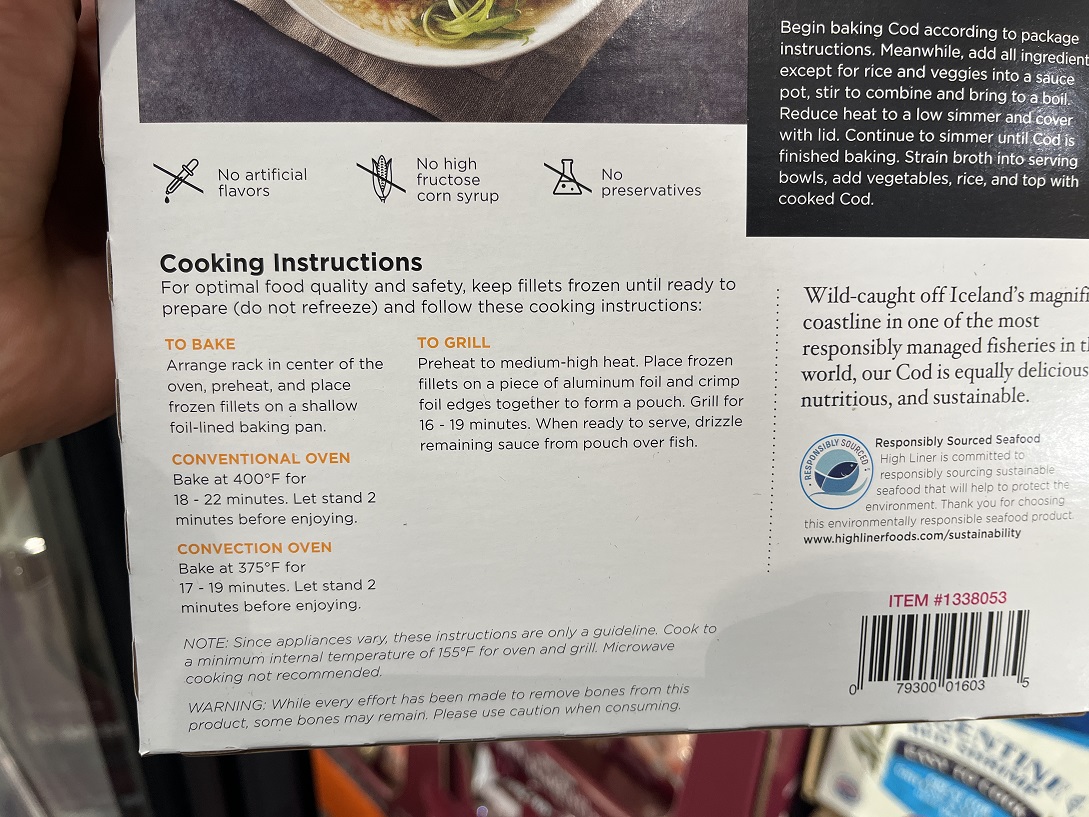 Begin baking Cod according to package
instructions. Meanwhile, add all ingredient
except for rice and veggies into a sauce
pot, stir to combine and bring to a boil.
Reduce heat to a low simmer and cover
with lid. Continue to simmer until Cod is
finished baking. Strain broth into serving
bowls, add vegetables, rice, and top with
cooked Cod.
No artificial
flavors
No high
fructose
corn syrup
No
preservatives
Cooking Instructions
For optimal food quality and safety, keep fillets frozen until ready to
prepare (do not refreeze) and follow these cooking instructions:
TO BAKE
Arrange rack in center of the
oven, preheat, and place
frozen fillets on a shallow
foil-lined baking pan.
CONVENTIONAL OVEN
Bake at 400°F for
18 - 22 minutes. Let stand 2
minutes before enjoying.
CONVECTION OVEN
Bake at 375°F for
17 - 19 minutes. Let stand 2
minutes before enjoying.
TO GRILL
Preheat to medium-high heat. Place frozen
fillets on a piece of aluminum foil and crimp
foil edges together to form a pouch. Grill for
16 - 19 minutes. When ready to serve, drizzle
remaining sauce from pouch over fish.
NOTE: Since appliances vary, these instructions are only a guideline. Cook to
a minimum internal temperature of 155°F for oven and grill. Microwave
cooking not recommended.
WARNING: While every effort has been made to remove bones from this
product, some bones may remain. Please use caution when consuming.
Wild-caught off Iceland's magnifi
coastline in one of the most
responsibly managed fisheries in t
world, our Cod is equally delicious
nutritious, and sustainable.
RESPONSIBLY SOURCED
Responsibly Sourced Seafood
High Liner is committed to
responsibly sourcing sustainable
seafood that will help to protect the
environment. Thank you for choosing
this environmentally responsible seafood product.
www.highlinerfoods.com/sustainability
ITEM #1338053
0 79300 01603 5